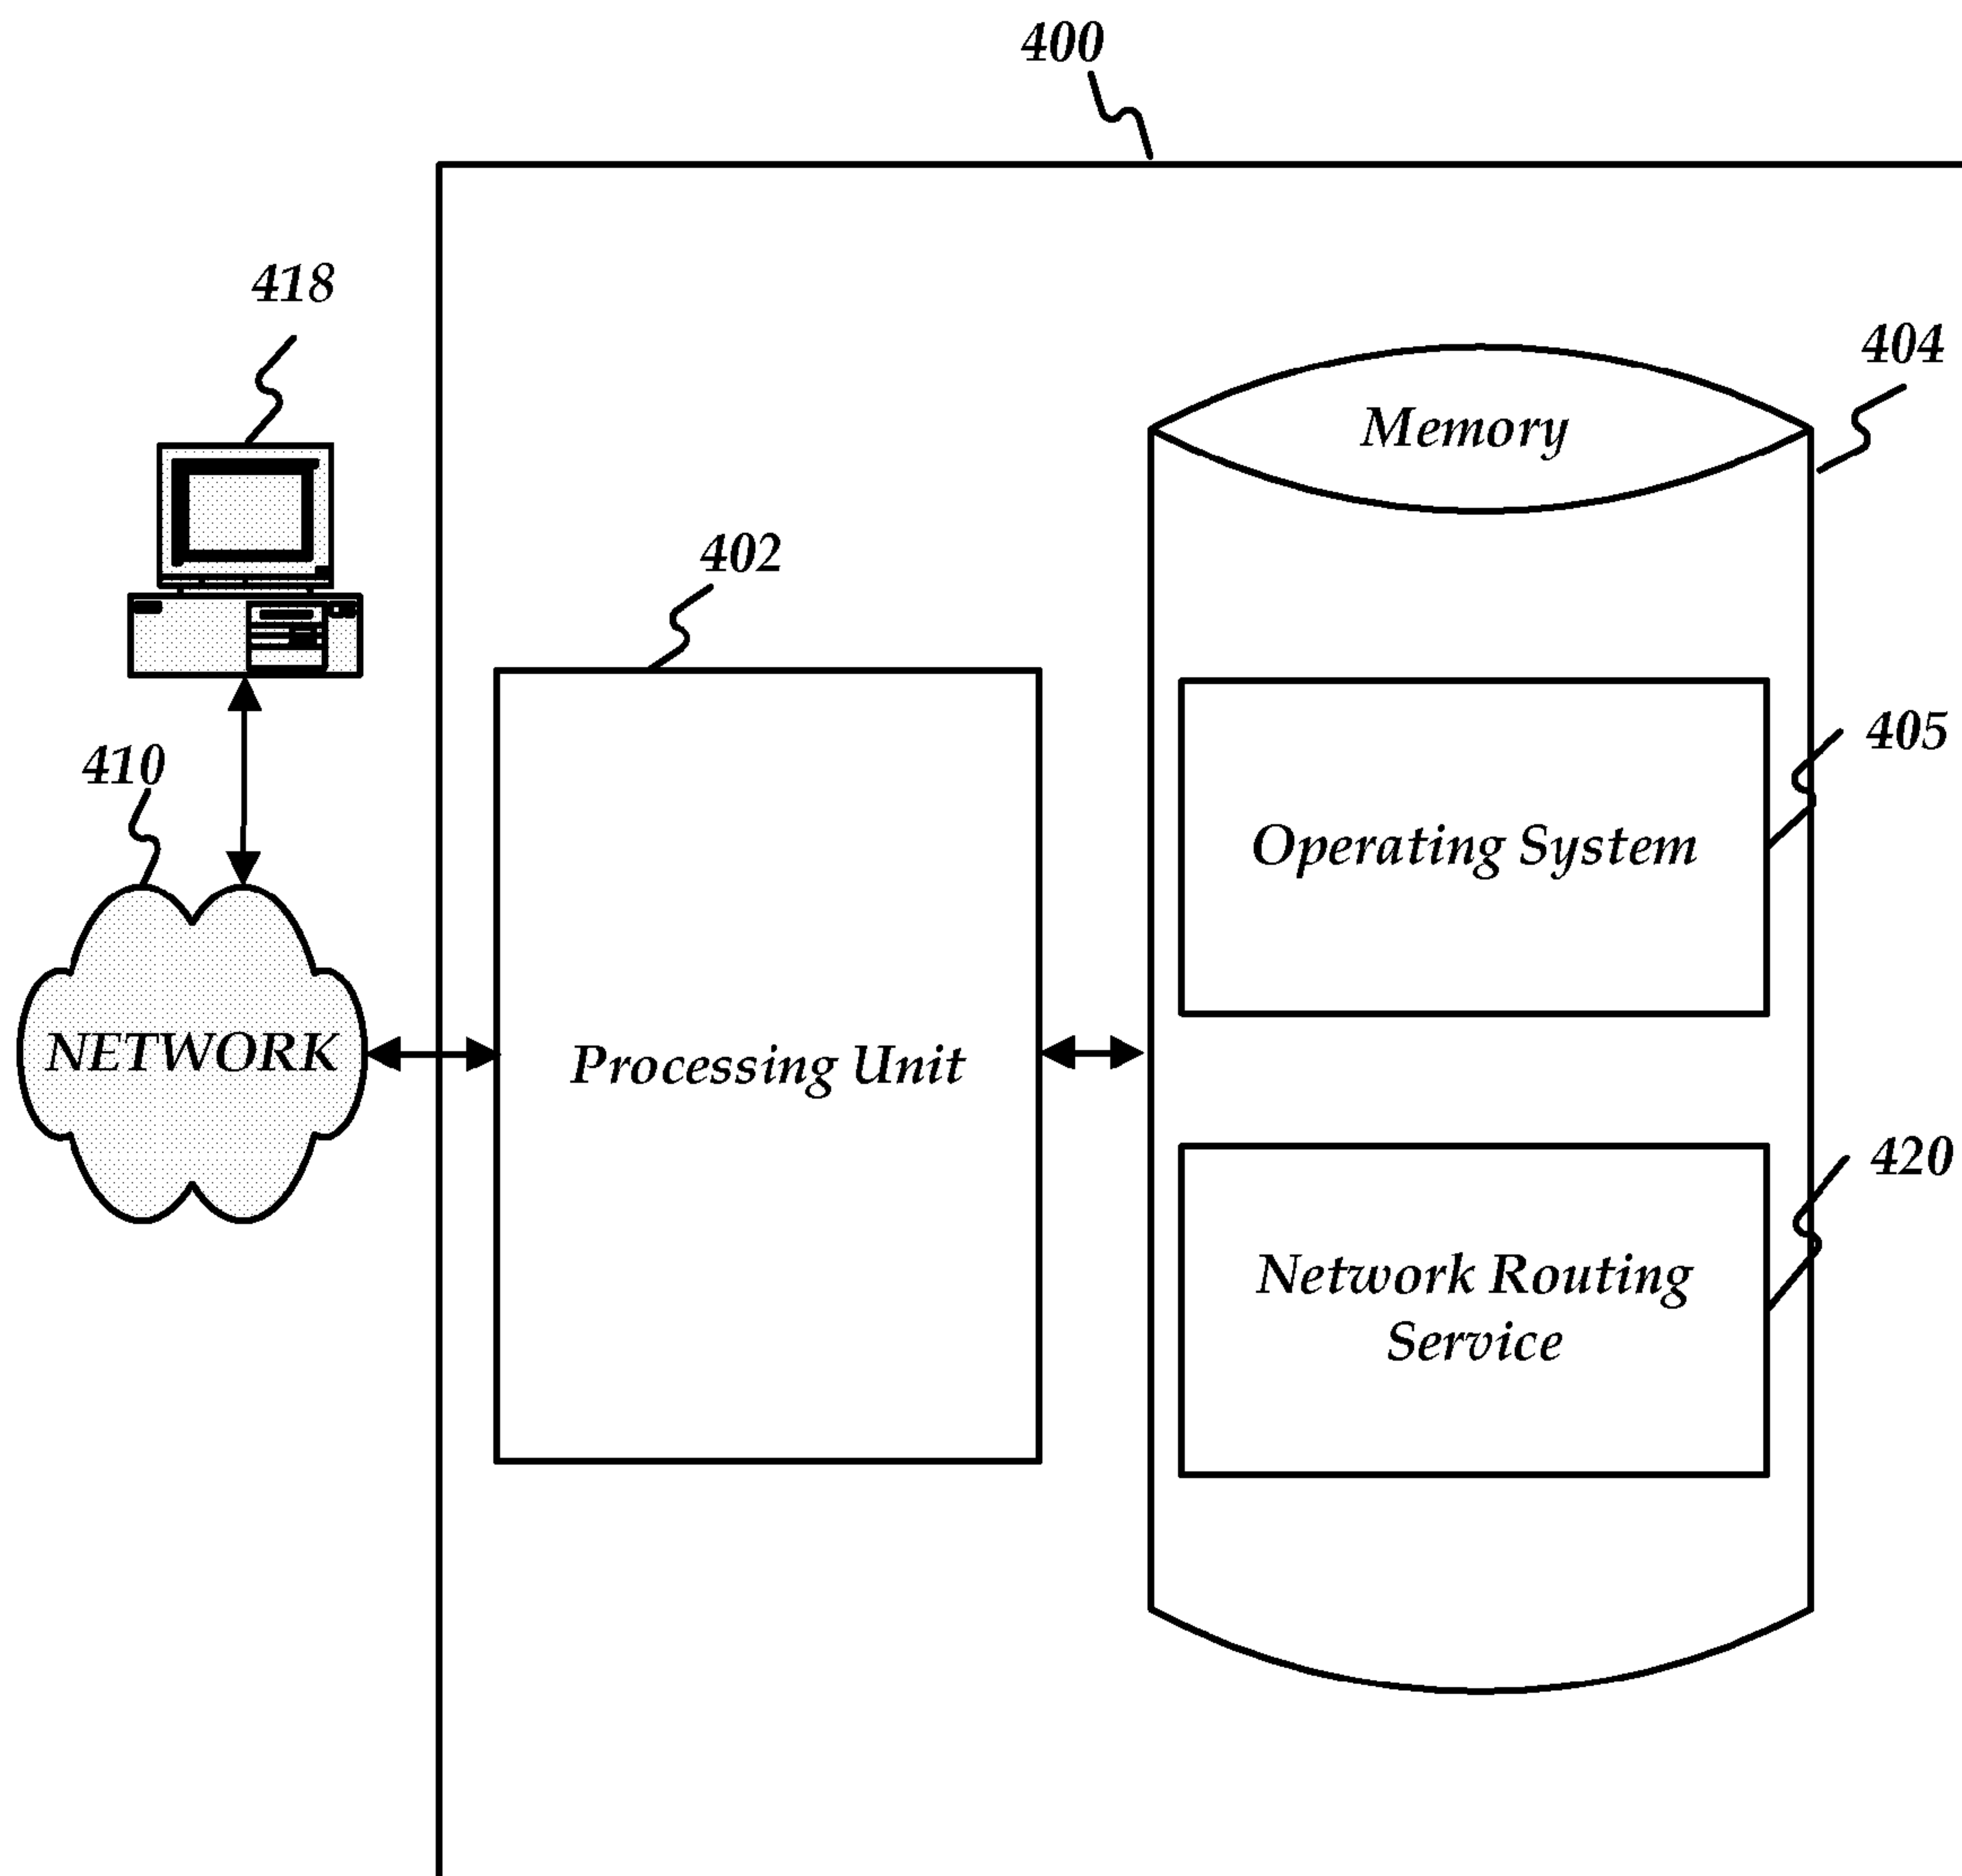 400
418
404
Memory
402
405
410
Operating System
NETWORK
Processing Unit
420
Network Routing
Service